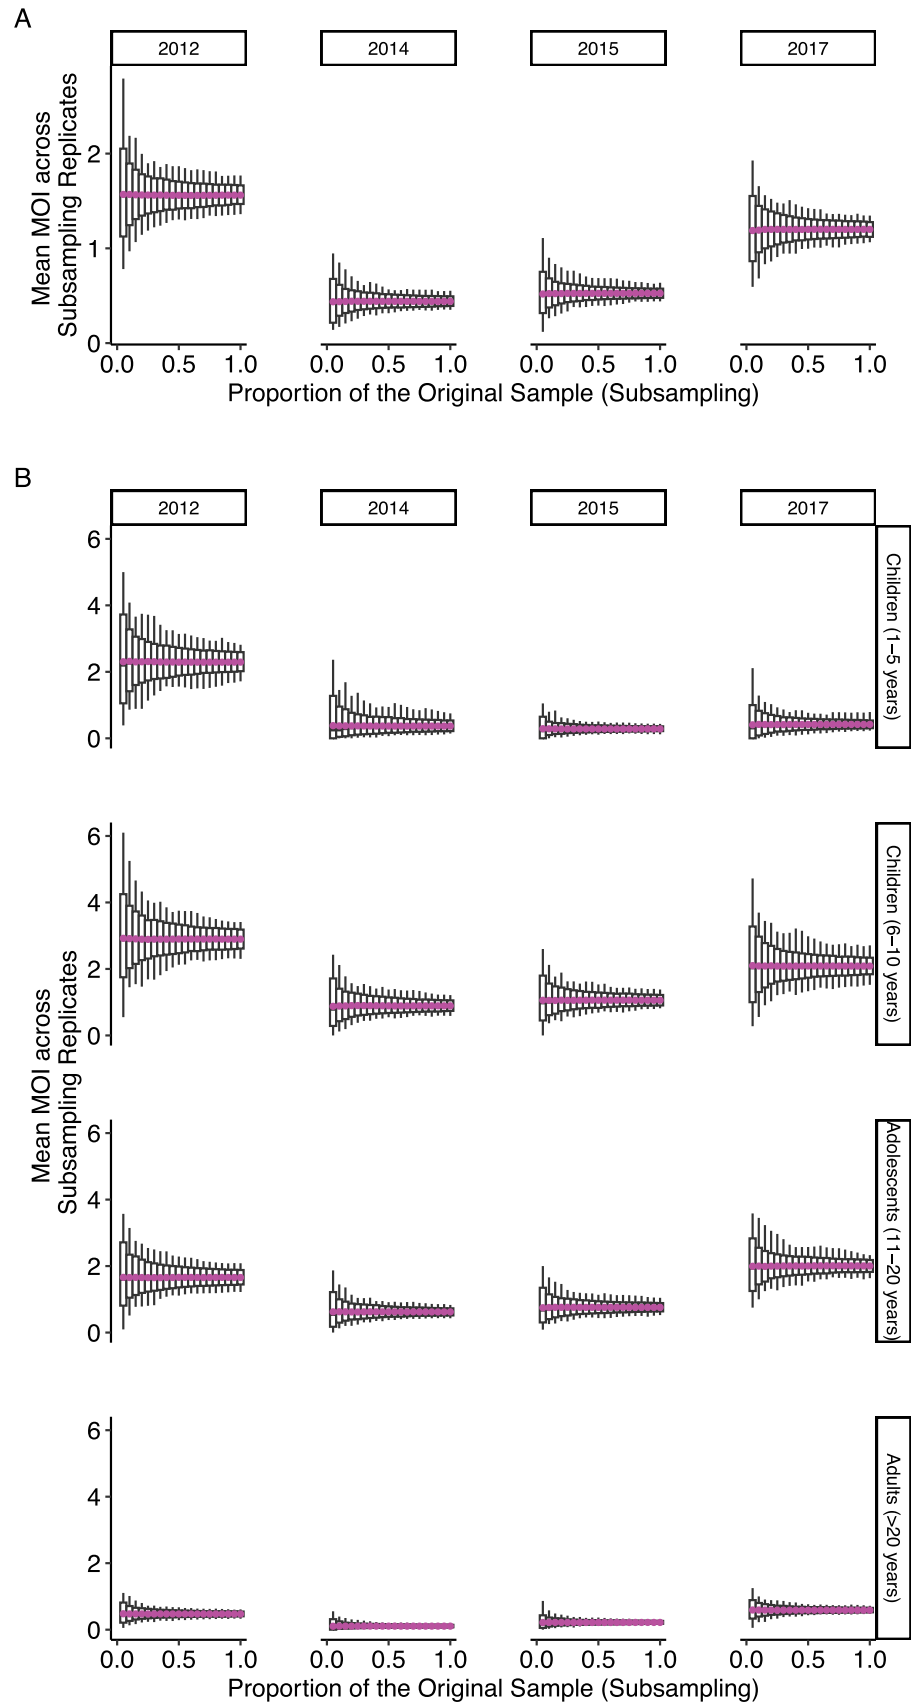 A
2012 2014 2015 2017
Mean MOI across
Subsampling Replicates
2
1
0
0.0 0.5 1.0 0.0 0.5 1.0 0.0 0.5 1.0 0.0 0.5 1.0
Proportion of the Original Sample (Subsampling)
B
2012 2014 2015 2017
Mean MOI across
Subsampling Replicates
6
4
2
0
Children (1–5 years)
6
4
2
0
Children (6–10 years)
6
4
2
0
Adolescents (11–20 years)
6
4
2
0
Adults (>20 years)
0.0 0.5 1.0 0.0 0.5 1.0 0.0 0.5 1.0 0.0 0.5 1.0
Proportion of the Original Sample (Subsampling)